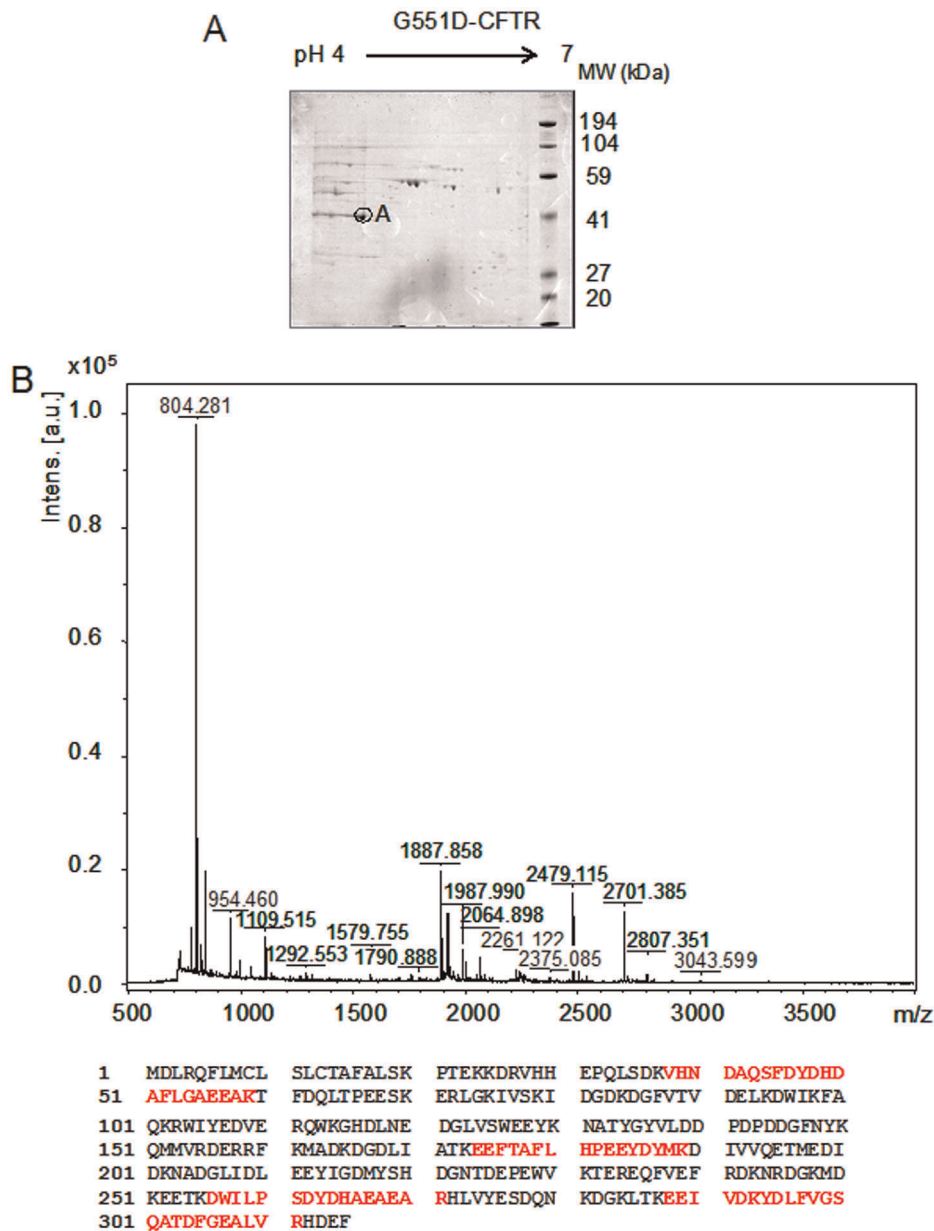 A
G551D-CFTR
pH 4 7
MW (kDa)
194
104
59
A
41
27
20
B
x10⁵
Intens. [a.u.]
1.0
0.8
0.6
0.4
0.2
0.0
804.281
954.460
1109.515
1292.553
1579.755
1790.888
1887.858
1987.990
2064.898
2261.122
2375.085
2479.115
2701.385
2807.351
3043.599
500 1000 1500 2000 2500 3000 3500 m/z
1 MDLRQFLMCL SLCTAFALSK PTEKKDRVHH EPQLSDKVHN DAQSFDYDHD
51 AFLGAEEAKT FDQLTPEESK ERLGKIVSKI DGDKDGFVTV DELKDWIKFA
101 QKRWIYEDVE RQWKGHDLNE DGLVSWEEYK NATYGYVLDD PDPDDGFNYK
151 QMMVRDERRF KMADKDGDLI ATKEEFTAFL HPEEYDYMKD IVVQETMEDI
201 DKNADGLIDL EEYIGDMYSH DGNTDEPEWV KTEREQFVEF RDKNRDGKMD
251 KEETKDWILP SDYDHAEAEA RHLVYESDQN KDGKLTKEEI VDKYDLFVGS
301 QATDFGEALV RHDEF